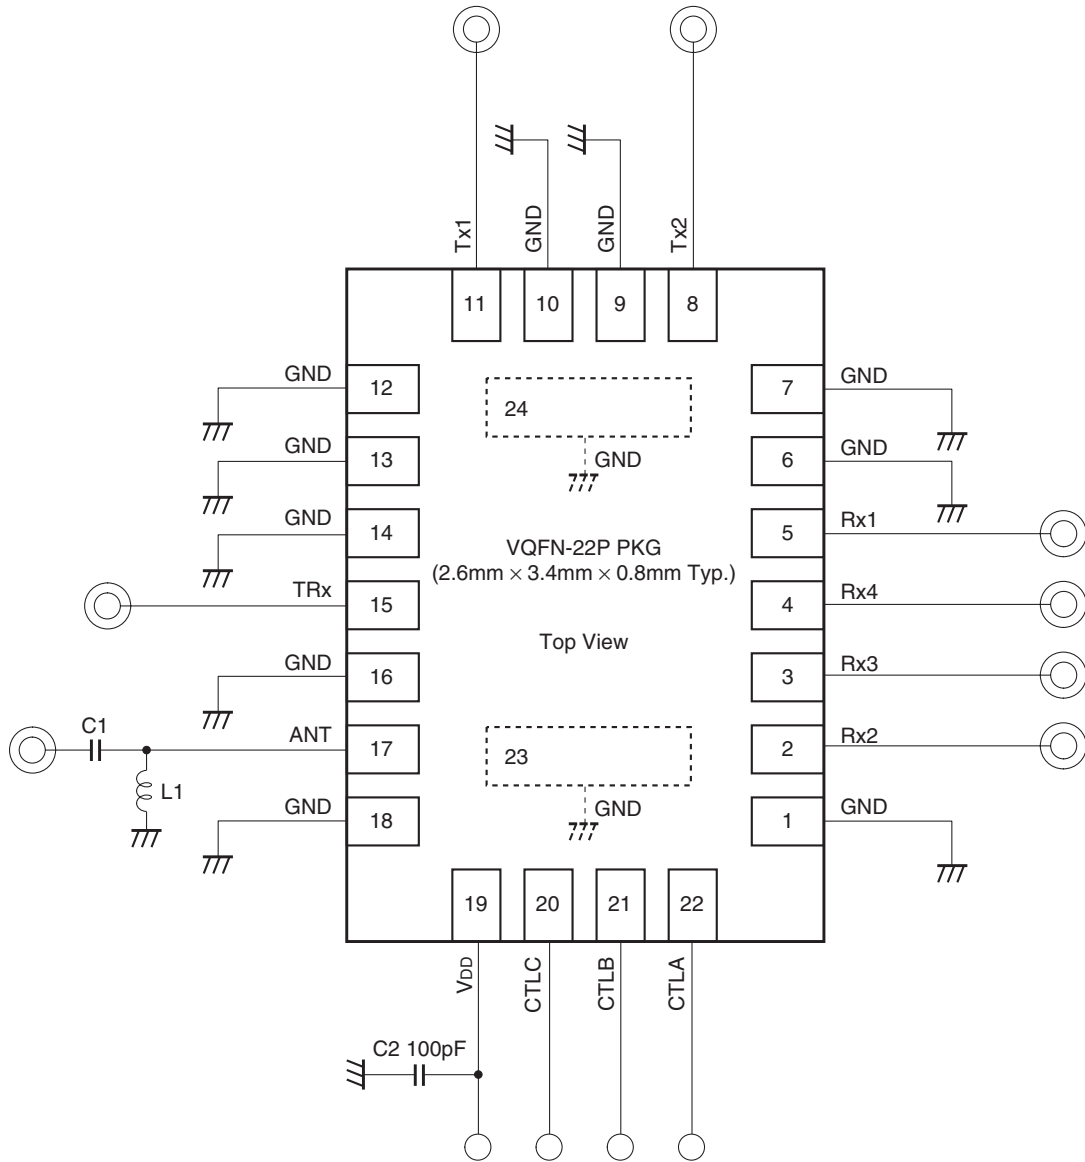 Tx1
GND
GND
Tx2
11
10
9
8
GND
12
24
7
GND
GND
13
GND
6
GND
GND
14
VQFN-22P PKG
(2.6mm × 3.4mm × 0.8mm Typ.)
5
Rx1
TRx
15
4
Rx4
Top View
GND
16
3
Rx3
C1
ANT
17
23
2
Rx2
L1
GND
18
GND
1
GND
19
20
21
22
VDD
CTLC
CTLB
CTLA
C2 100pF